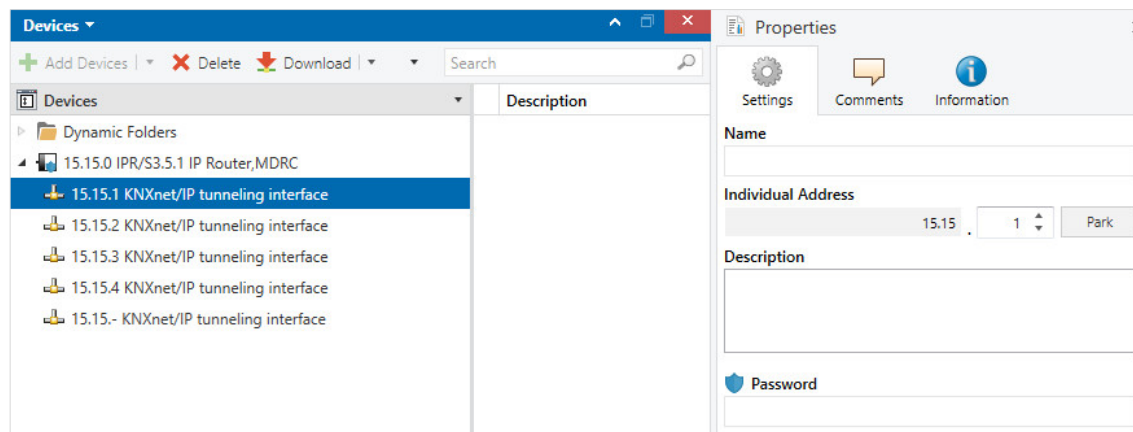 Devices
Add Devices Delete Download Search
Devices Description
Dynamic Folders
15.15.0 IPR/S3.5.1 IP Router,MDRC
15.15.1 KNXnet/IP tunneling interface
15.15.2 KNXnet/IP tunneling interface
15.15.3 KNXnet/IP tunneling interface
15.15.4 KNXnet/IP tunneling interface
15.15.- KNXnet/IP tunneling interface
Properties
Settings Comments Information
Name
Individual Address
15.15 . 1 Park
Description
Password